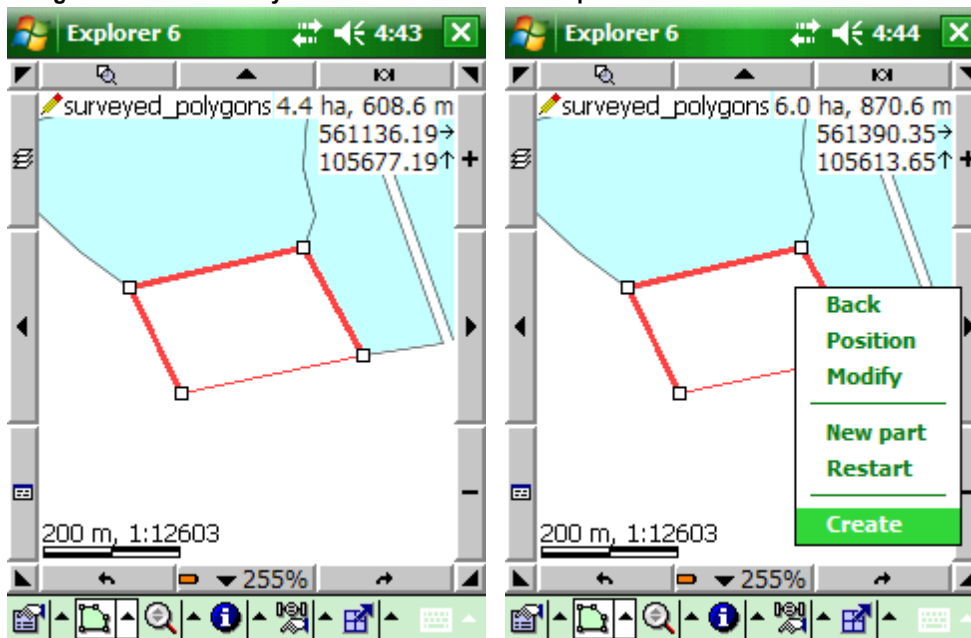 Explorer 6 4:43
surveyed_polygons 4.4 ha, 608.6 m
561136.19→
105677.19↑
200 m, 1:12603
255%
Explorer 6 4:44
surveyed_polygons 6.0 ha, 870.6 m
561390.35→
105613.65↑
Back
Position
Modify
New part
Restart
Create
200 m, 1:12603
255%